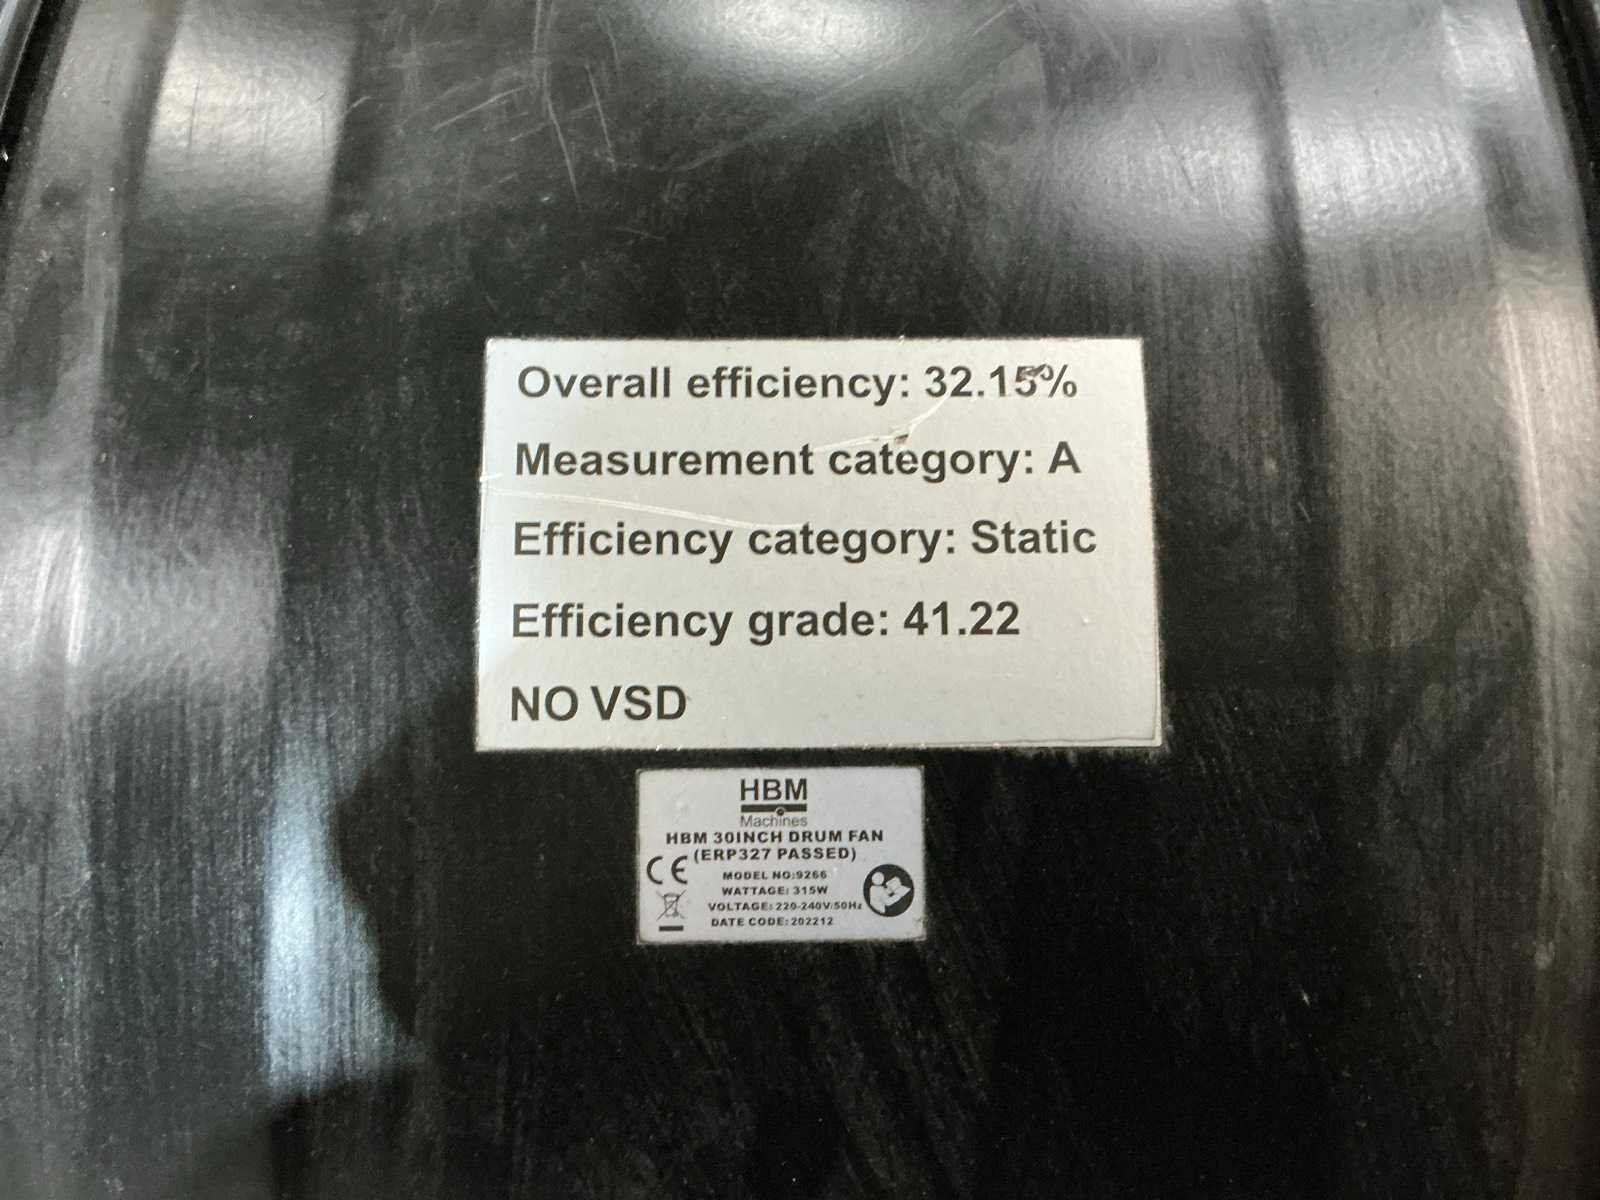 Overall efficiency: 32.15%
Measurement category: A
Efficiency category: Static
Efficiency grade: 41.22
NO VSD
HBM
Machines
HBM 30INCH DRUM FAN
(ERP327 PASSED)
CE
MODEL NO:9266
WATTAGE: 315W
VOLTAGE: 220-240V/50Hz
DATE CODE: 202212